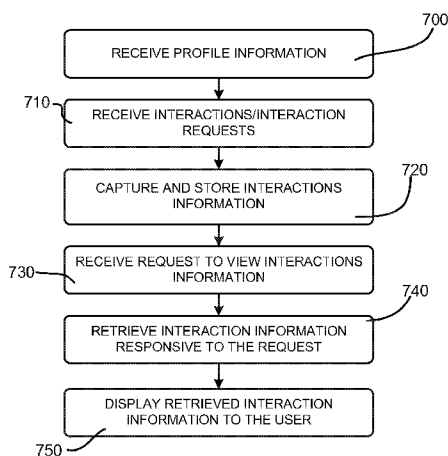 700
RECEIVE PROFILE INFORMATION
710
RECEIVE INTERACTIONS/INTERACTION
REQUESTS
CAPTURE AND STORE INTERACTIONS
INFORMATION
720
RECEIVE REQUEST TO VIEW INTERACTIONS
INFORMATION
730
740
RETRIEVE INTERACTION INFORMATION
RESPONSIVE TO THE REQUEST
DISPLAY RETRIEVED INTERACTION
INFORMATION TO THE USER
750